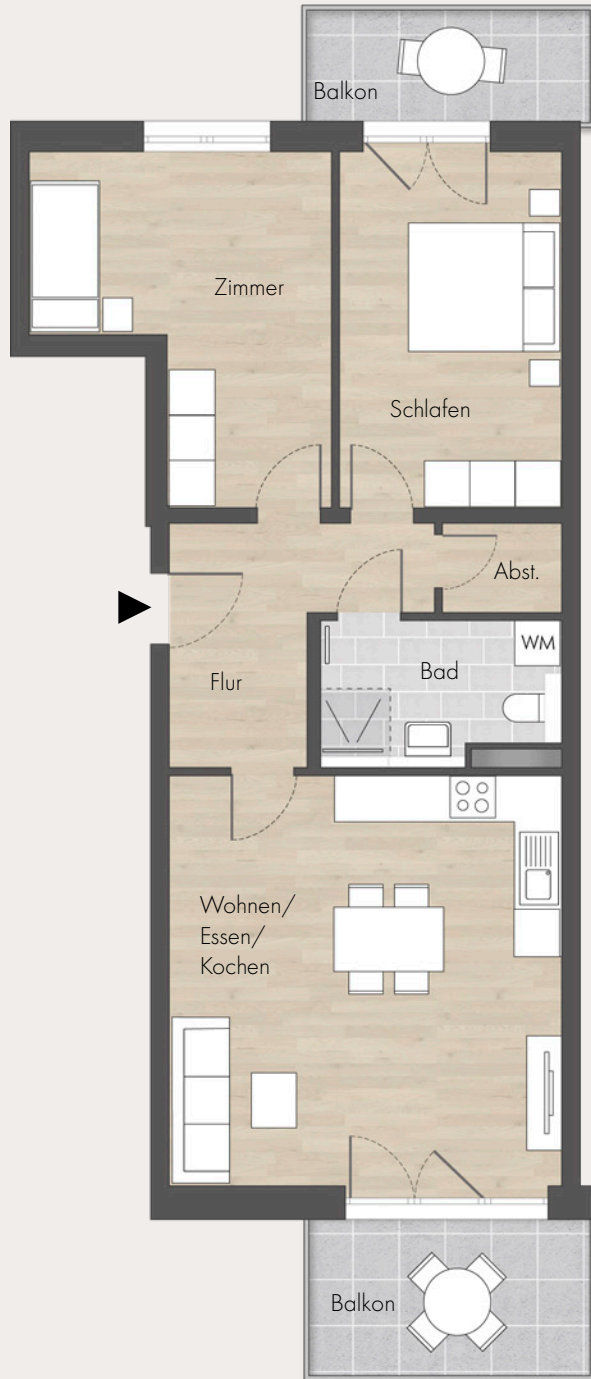 Balkon
Zimmer
Schlafen
Abst.
WM
Bad
Flur
Wohnen/
Essen/
Kochen
Balkon